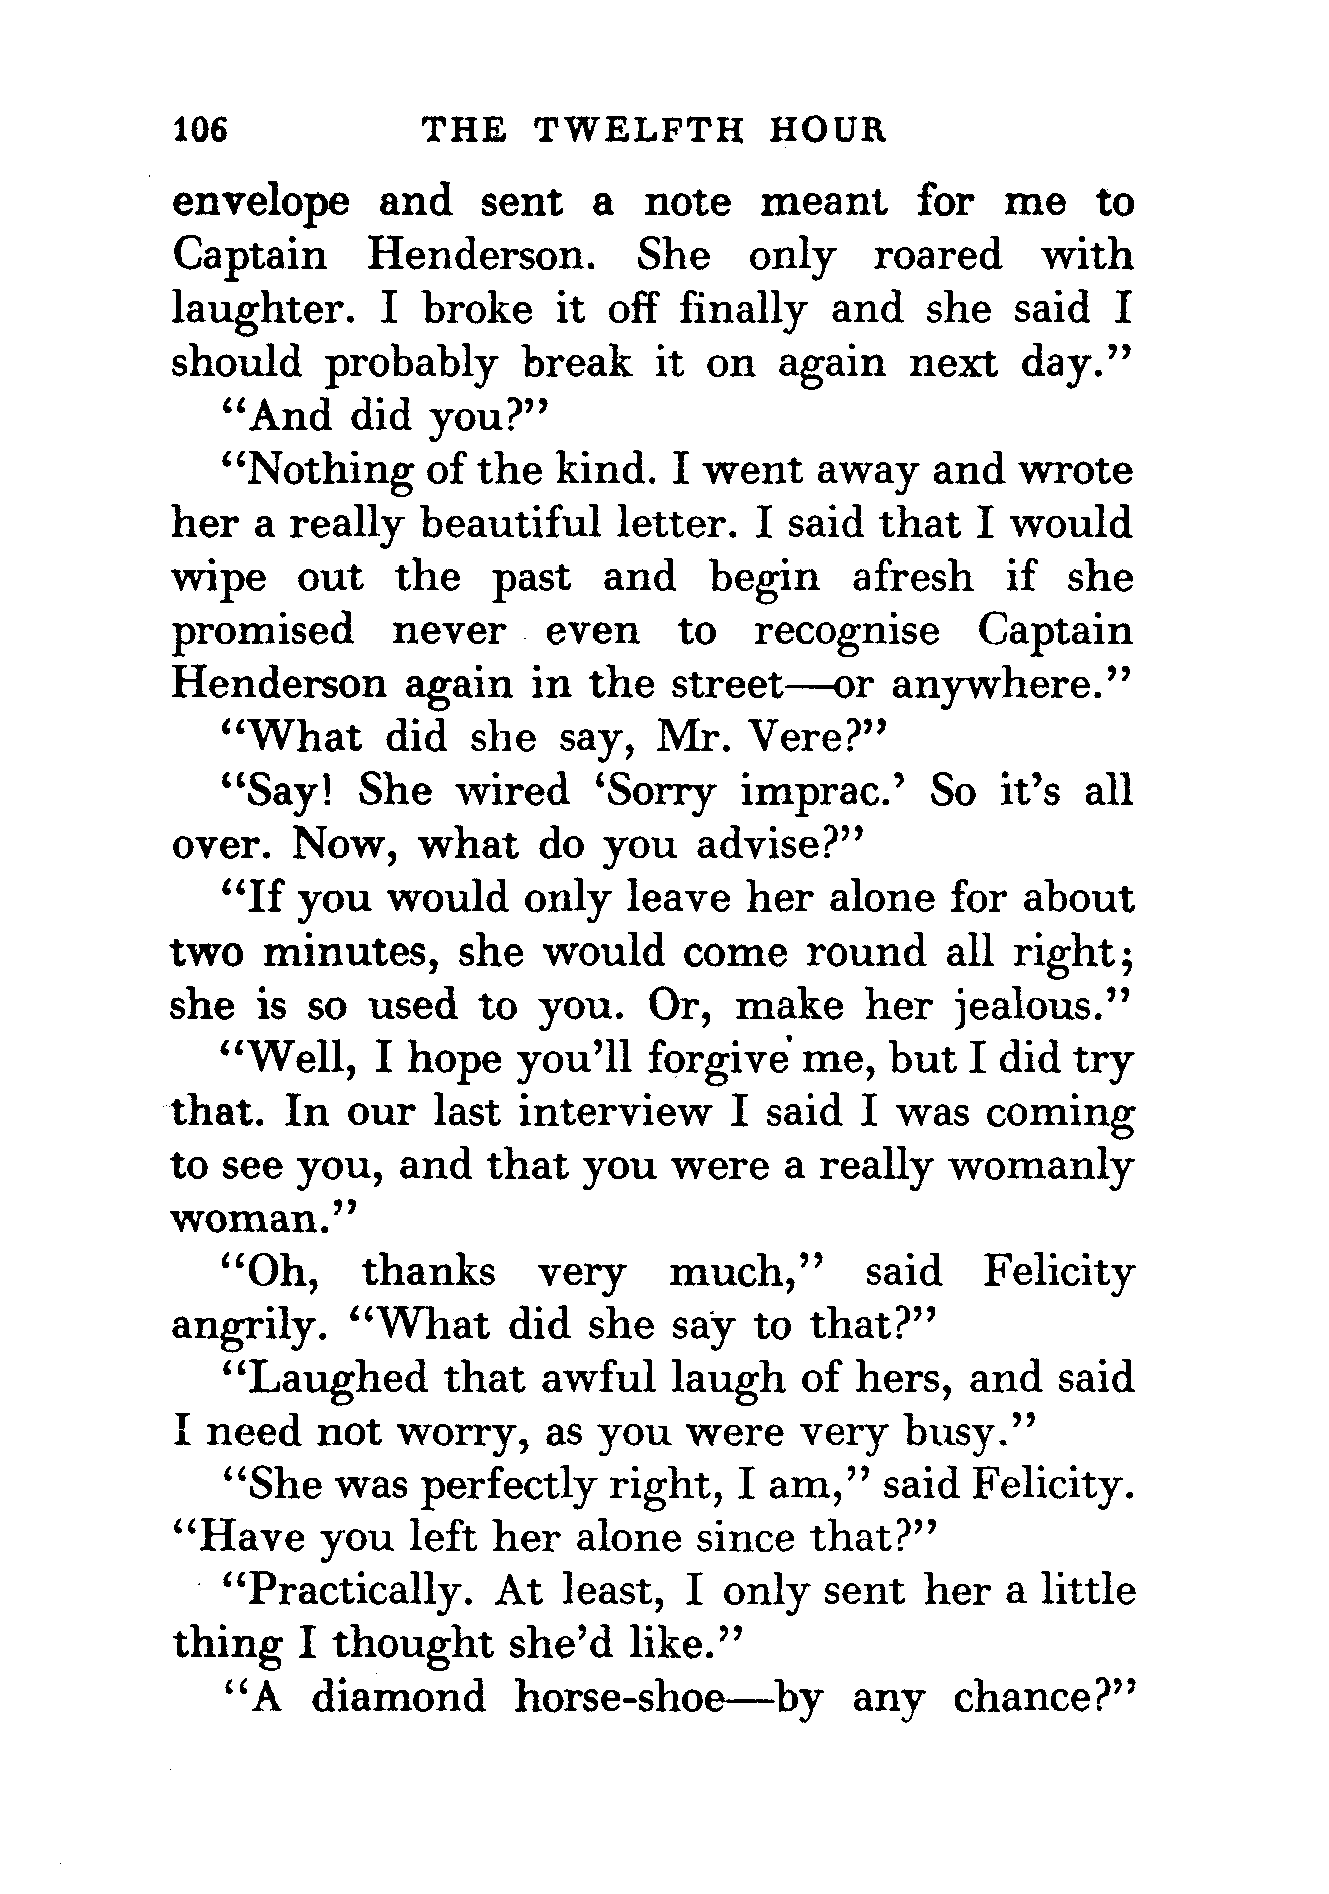 106 THE TWELFTH HOUR
envelope and sent a note meant for me to
Captain Henderson. She only roared with
laughter. I broke it off finally and she said I
should probably break it on again next day."
"And did you?"
"Nothing of the kind. I went away and wrote
her a really beautiful letter. I said that I would
wipe out the past and begin afresh if she
promised never even to recognise Captain
Henderson again in the street—or anywhere."
"What did she say, Mr. Vere?"
"Say! She wired 'Sorry imprac.' So it's all
over. Now, what do you advise?"
"If you would only leave her alone for about
two minutes, she would come round all right;
she is so used to you. Or, make her jealous."
"Well, I hope you'll forgive me, but I did try
that. In our last interview I said I was coming
to see you, and that you were a really womanly
woman."
"Oh, thanks very much," said Felicity
angrily. "What did she say to that?"
"Laughed that awful laugh of hers, and said
I need not worry, as you were very busy."
"She was perfectly right, I am," said Felicity.
"Have you left her alone since that?"
"Practically. At least, I only sent her a little
thing I thought she'd like."
"A diamond horse-shoe—by any chance?"